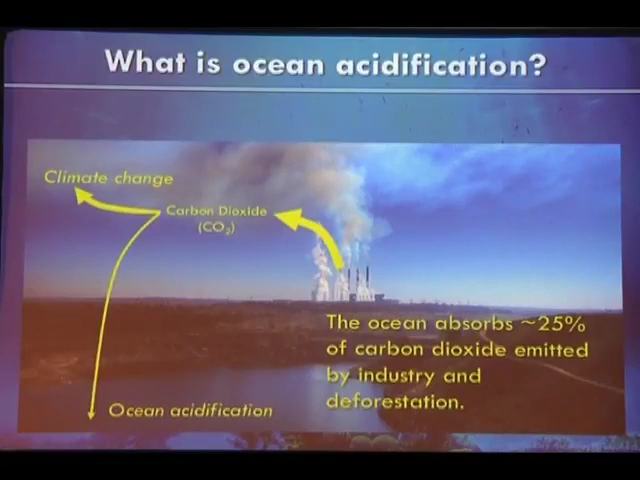 What is ocean acidification?
Climate change
Carbon Dioxide
(CO₂)
The ocean absorbs ~25%
of carbon dioxide emitted
by industry and
deforestation.
Ocean acidification